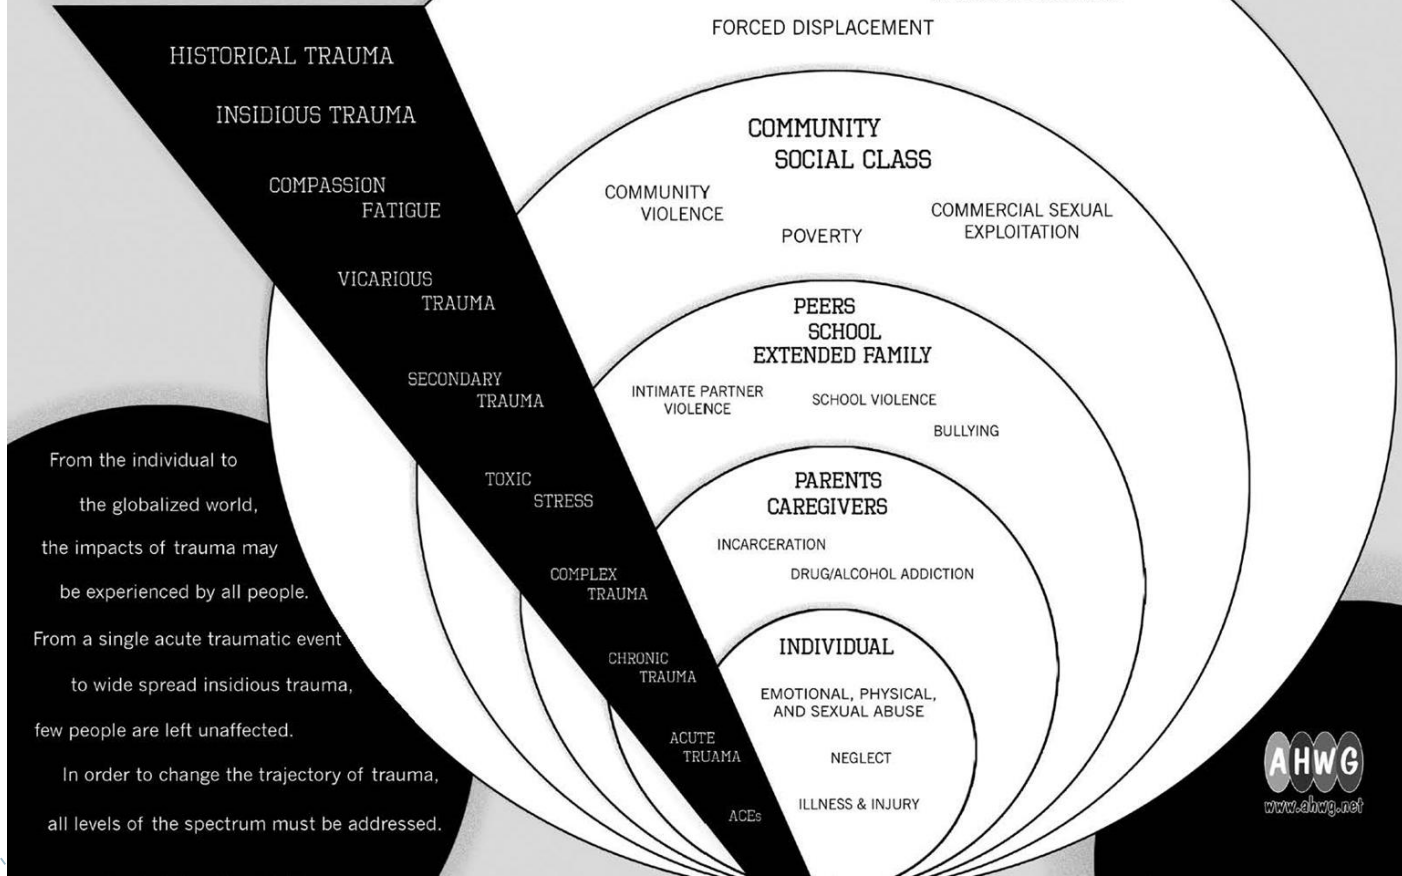 FORCED DISPLACEMENT
HISTORICAL TRAUMA
INSIDIOUS TRAUMA
COMPASSION
FATIGUE
VICARIOUS
TRAUMA
SECONDARY
TRAUMA
TOXIC
STRESS
COMPLEX
TRAUMA
CHRONIC
TRAUMA
ACUTE
TRUAMA
ACEs
COMMUNITY
SOCIAL CLASS
COMMUNITY
VIOLENCE
POVERTY
COMMERCIAL SEXUAL
EXPLOITATION
PEERS
SCHOOL
EXTENDED FAMILY
INTIMATE PARTNER
VIOLENCE
SCHOOL VIOLENCE
BULLYING
PARENTS
CAREGIVERS
INCARCERATION
DRUG/ALCOHOL ADDICTION
INDIVIDUAL
EMOTIONAL, PHYSICAL,
AND SEXUAL ABUSE
NEGLECT
ILLNESS & INJURY
From the individual to
the globalized world,
the impacts of trauma may
be experienced by all people.
From a single acute traumatic event
to wide spread insidious trauma,
few people are left unaffected.
In order to change the trajectory of trauma,
all levels of the spectrum must be addressed.
AHWG
www.ahwg.net